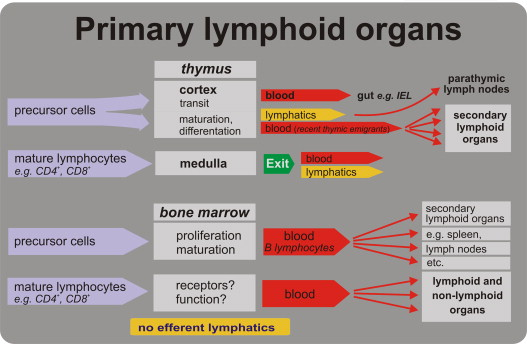 Primary lymphoid organs
thymus
precursor cells
cortex
transit
maturation,
differentation
blood
gut e.g. IEL
lymphatics
blood (recent thymic emigrants)
parathymic
lymph nodes
secondary
lymphoid
organs
mature lymphocytes
e.g. CD4+, CD8+
medulla
Exit
blood
lymphatics
bone marrow
precursor cells
proliferation
maturation
blood
B lymphocytes
secondary
lymphoid organs
e.g. spleen,
lymph nodes
etc.
mature lymphocytes
e.g. CD4+, CD8+
receptors?
function?
blood
lymphoid and
non-lymphoid
organs
no efferent lymphatics